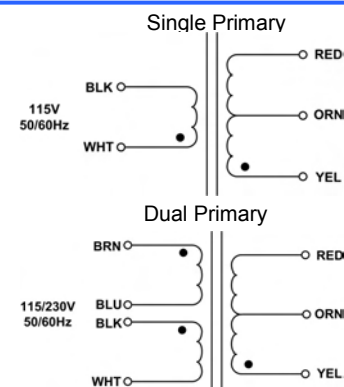 Single Primary
BLK
115V
50/60Hz
WHT
RED
ORN
YEL
Dual Primary
BRN
BLU
115/230V
50/60Hz
BLK
WHT
RED
ORN
YEL